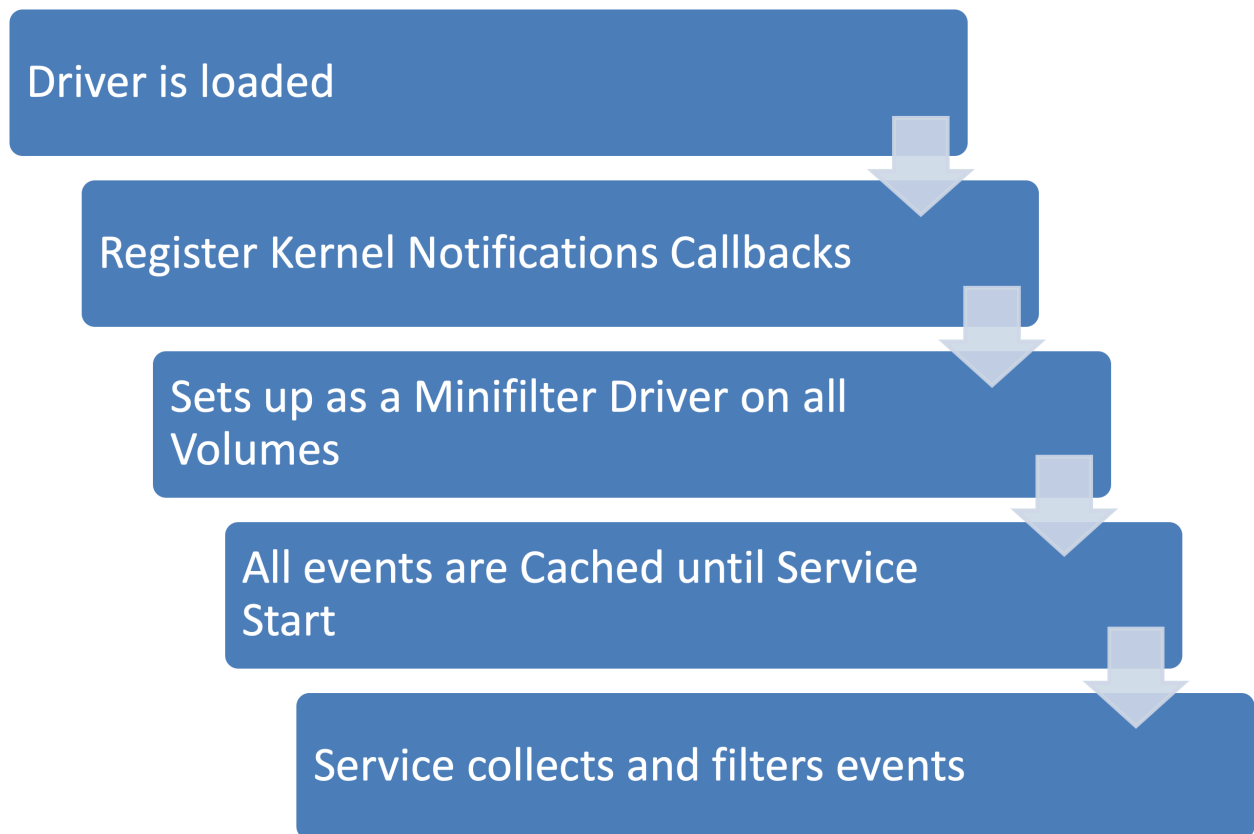 Driver is loaded
Register Kernel Notifications Callbacks
Sets up as a Minifilter Driver on all
Volumes
All events are Cached until Service
Start
Service collects and filters events